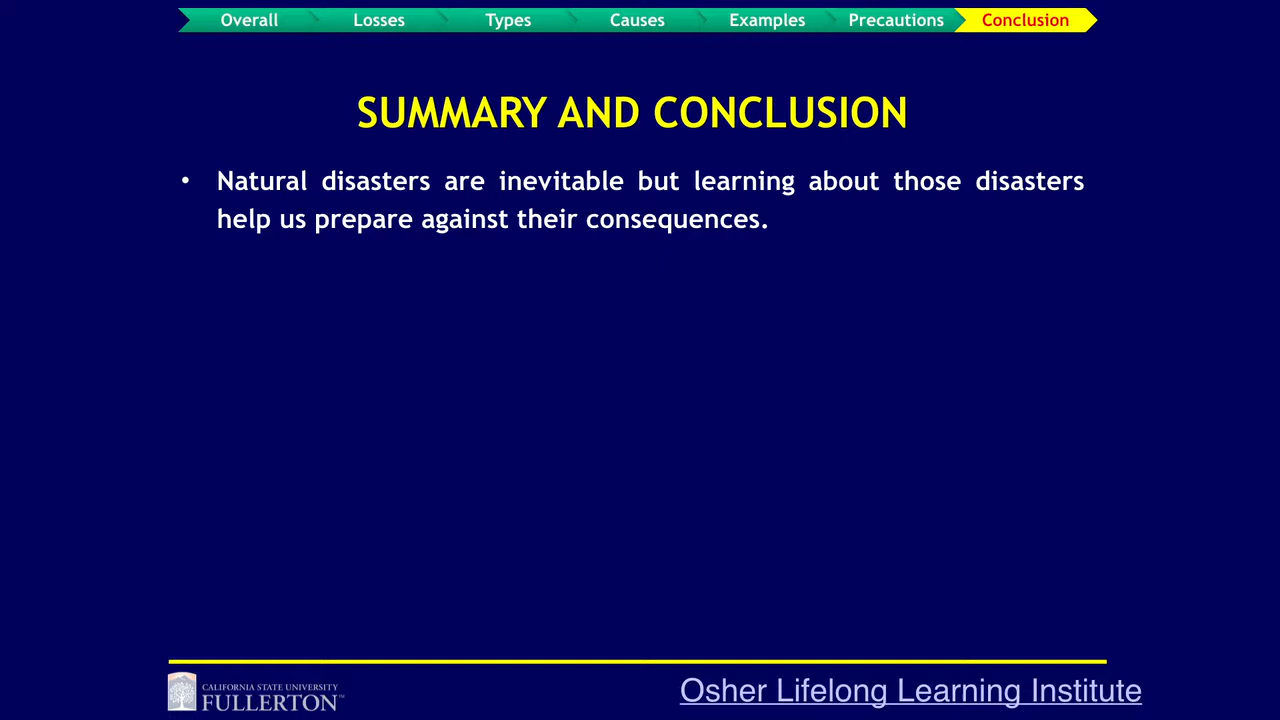 Overall Losses Types Causes Examples Precautions Conclusion
SUMMARY AND CONCLUSION
• Natural disasters are inevitable but learning about those disasters
help us prepare against their consequences.
CALIFORNIA STATE UNIVERSITY
FULLERTON™
Osher Lifelong Learning Institute